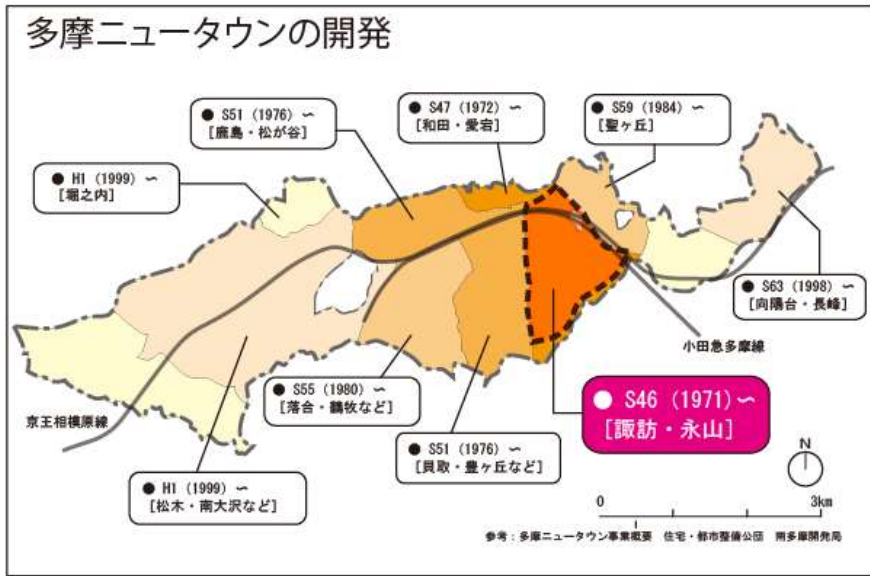 多摩ニュータウンの開発
● S51 (1976) ~
[鹿島・松が谷]
● S47 (1972) ~
[和田・愛宕]
● S59 (1984) ~
[聖ヶ丘]
● H1 (1999) ~
[堀之内]
● S63 (1998) ~
[向陽台・長峰]
小田急多摩線
● S55 (1980) ~
[落合・鶴牧など]
● S46 (1971) ~
[諏訪・永山]
京王相模原線
● S51 (1976) ~
[貝取・豊ヶ丘など]
N
● H1 (1999) ~
[松木・南大沢など]
0
3km
参考：多摩ニュータウン事業概要 住宅・都市整備公団 南多摩開発局